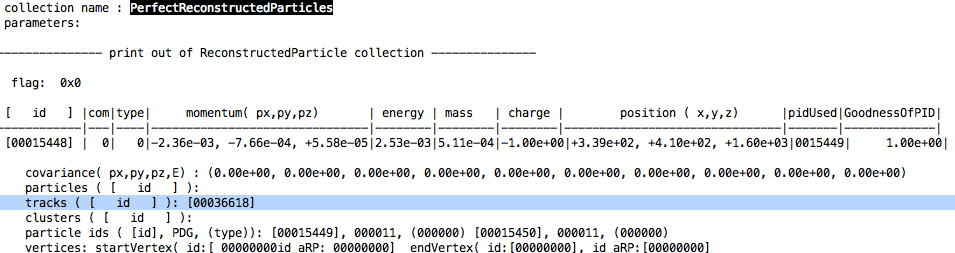 collection name : PerfectReconstructedParticles
parameters:
--------------- print out of ReconstructedParticle collection ---------------
flag:  0x0
[   id   ] |com|type|     momentum( px,py,pz)       | energy | mass   | charge |        position ( x,y,z)      |pidUsed|GoodnessOfPID|
-----------|---|----|-------------------------------|--------|--------|--------|-------------------------------|-------|-------------|
[00015448] |  0|   0|-2.36e-03, -7.66e-04, +5.58e-05|2.53e-03|5.11e-04|-1.00e+00|+3.39e+02, +4.10e+02, +1.60e+03|0015449|     1.00e+00|
covariance( px,py,pz,E) : (0.00e+00, 0.00e+00, 0.00e+00, 0.00e+00, 0.00e+00, 0.00e+00, 0.00e+00, 0.00e+00, 0.00e+00, 0.00e+00)
particles ( [   id   ] ):
tracks ( [   id   ] ): [00036618]
clusters ( [   id   ] ):
particle ids ( [id], PDG, (type)): [00015449], 000011, (000000) [00015450], 000011, (000000)
vertices: startVertex( id:[ 00000000id_aRP: 00000000]  endVertex( id:[00000000], id_aRP:[00000000]